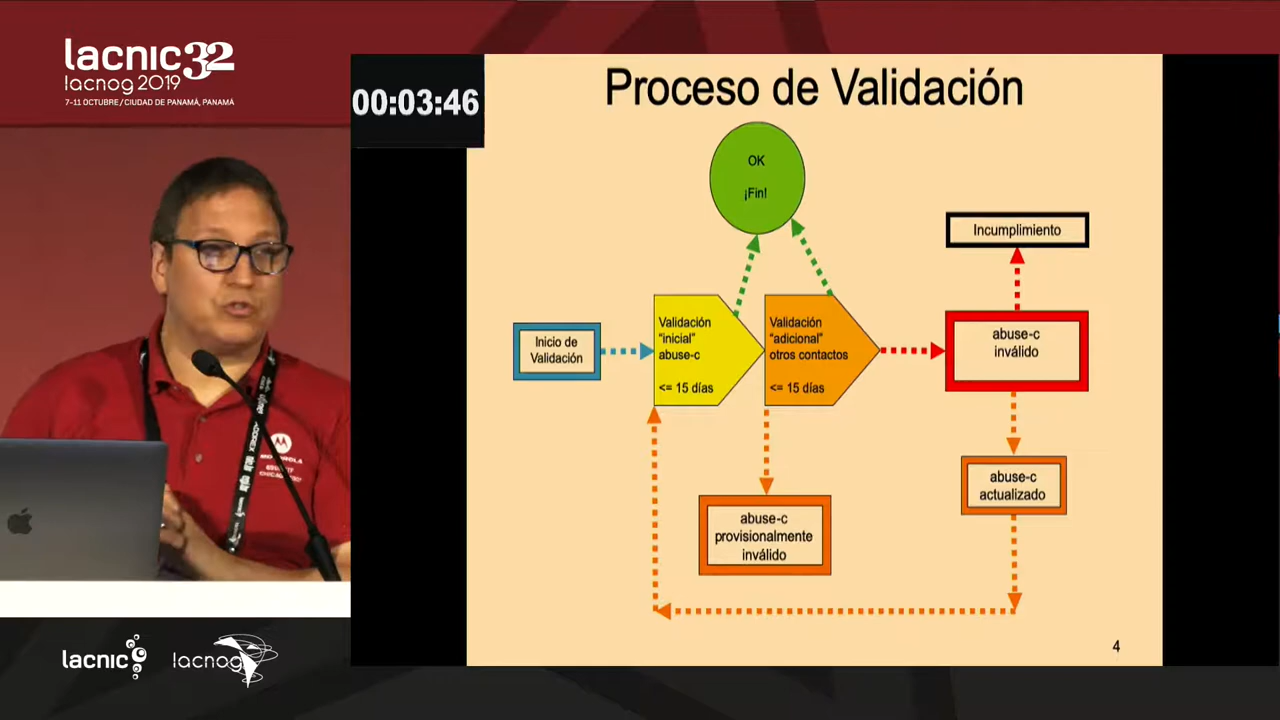 lacnic32
lacnog 2019
7-11 OCTUBRE / CIUDAD DE PANAMÁ, PANAMÁ
00:03:46
Proceso de Validación
OK
¡Fin!
Incumplimiento
Inicio de
Validación
Validación
“inicial”
abuse-c
<= 15 días
Validación
“adicional”
otros contactos
<= 15 días
abuse-c
inválido
abuse-c
actualizado
abuse-c
provisionalmente
inválido
4
MOTOROLA
lacnic
lacnog